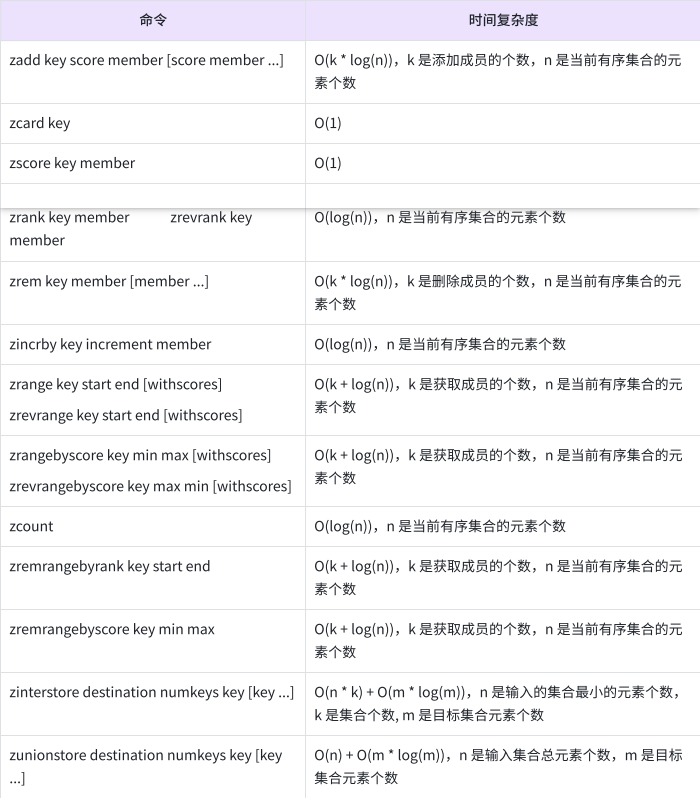 命令
时间复杂度
zadd key score member [score member ...]
O(k * log(n))，k 是添加成员的个数，n 是当前有序集合的元
素个数
zcard key
O(1)
zscore key member
O(1)
zrank key member zrevrank key
member
O(log(n))，n 是当前有序集合的元素个数
zrem key member [member ...]
O(k * log(n))，k 是删除成员的个数，n 是当前有序集合的元
素个数
zincrby key increment member
O(log(n))，n 是当前有序集合的元素个数
zrange key start end [withscores]
zrevrange key start end [withscores]
O(k + log(n))，k 是获取成员的个数，n 是当前有序集合的元
素个数
zrangebyscore key min max [withscores]
zrevrangebyscore key max min [withscores]
O(k + log(n))，k 是获取成员的个数，n 是当前有序集合的元
素个数
zcount
O(log(n))，n 是当前有序集合的元素个数
zremrangebyrank key start end
O(k + log(n))，k 是获取成员的个数，n 是当前有序集合的元
素个数
zremrangebyscore key min max
O(k + log(n))，k 是获取成员的个数，n 是当前有序集合的元
素个数
zinterstore destination numkeys key [key ...]
O(n * k) + O(m * log(m))，n 是输入的集合最小的元素个数，
k 是集合个数, m 是目标集合元素个数
zunionstore destination numkeys key [key
...]
O(n) + O(m * log(m))，n 是输入集合总元素个数，m 是目标
集合元素个数